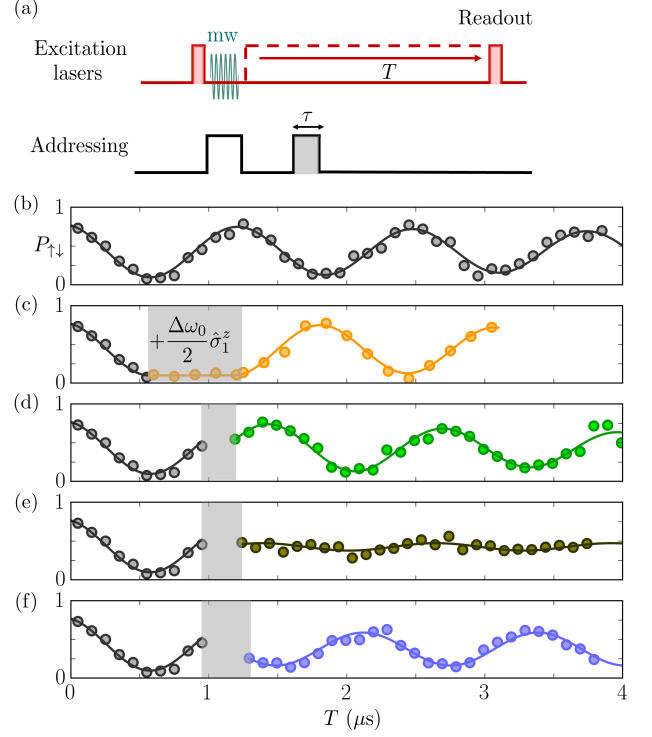 (a)
Readout
mw
Excitation
lasers
T
τ
Addressing
(b)
1
P↑↓
0
(c)
1
+Δω₀/2 σ̂₁ᶻ
0
(d)
1
0
(e)
1
0
(f)
1
0
0 1 2 3 4
T (μs)